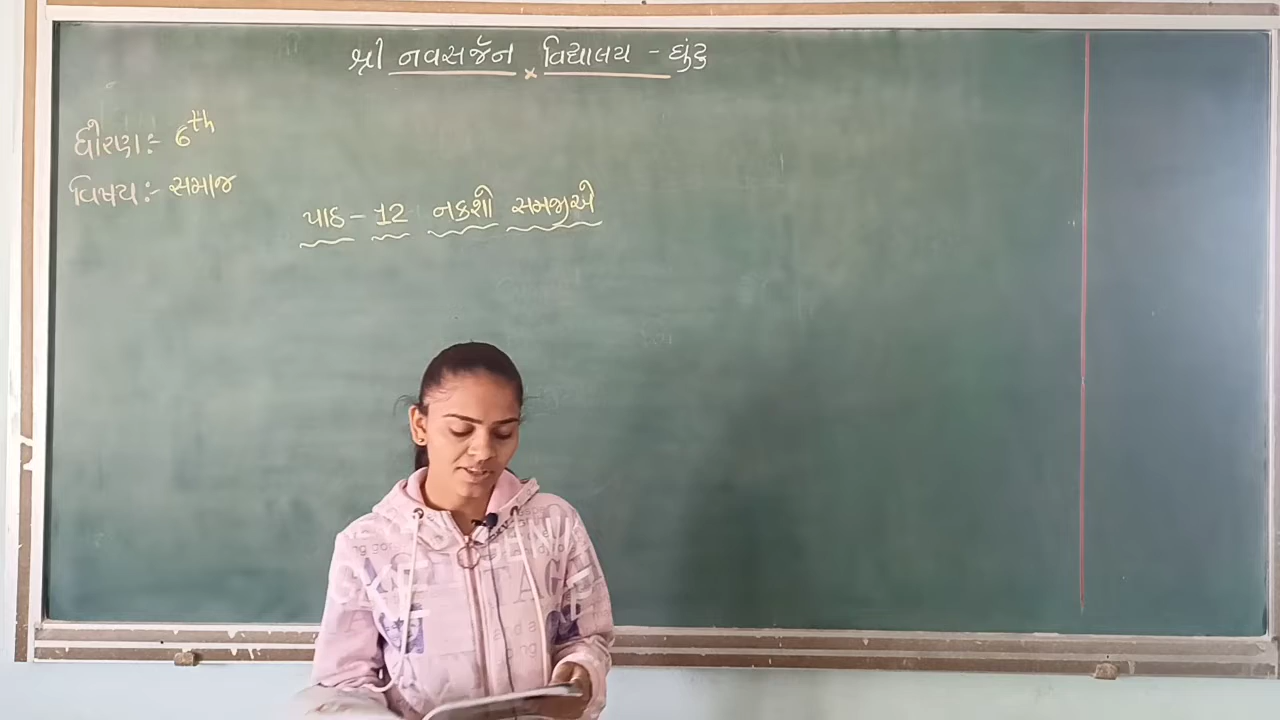 શ્રી નવસર્જન વિદ્યાલય - ઘુંટુ
ધોરણ:- 6th
વિષય:- સમાજ
પાઠ - 12 નકશો સમજીએ